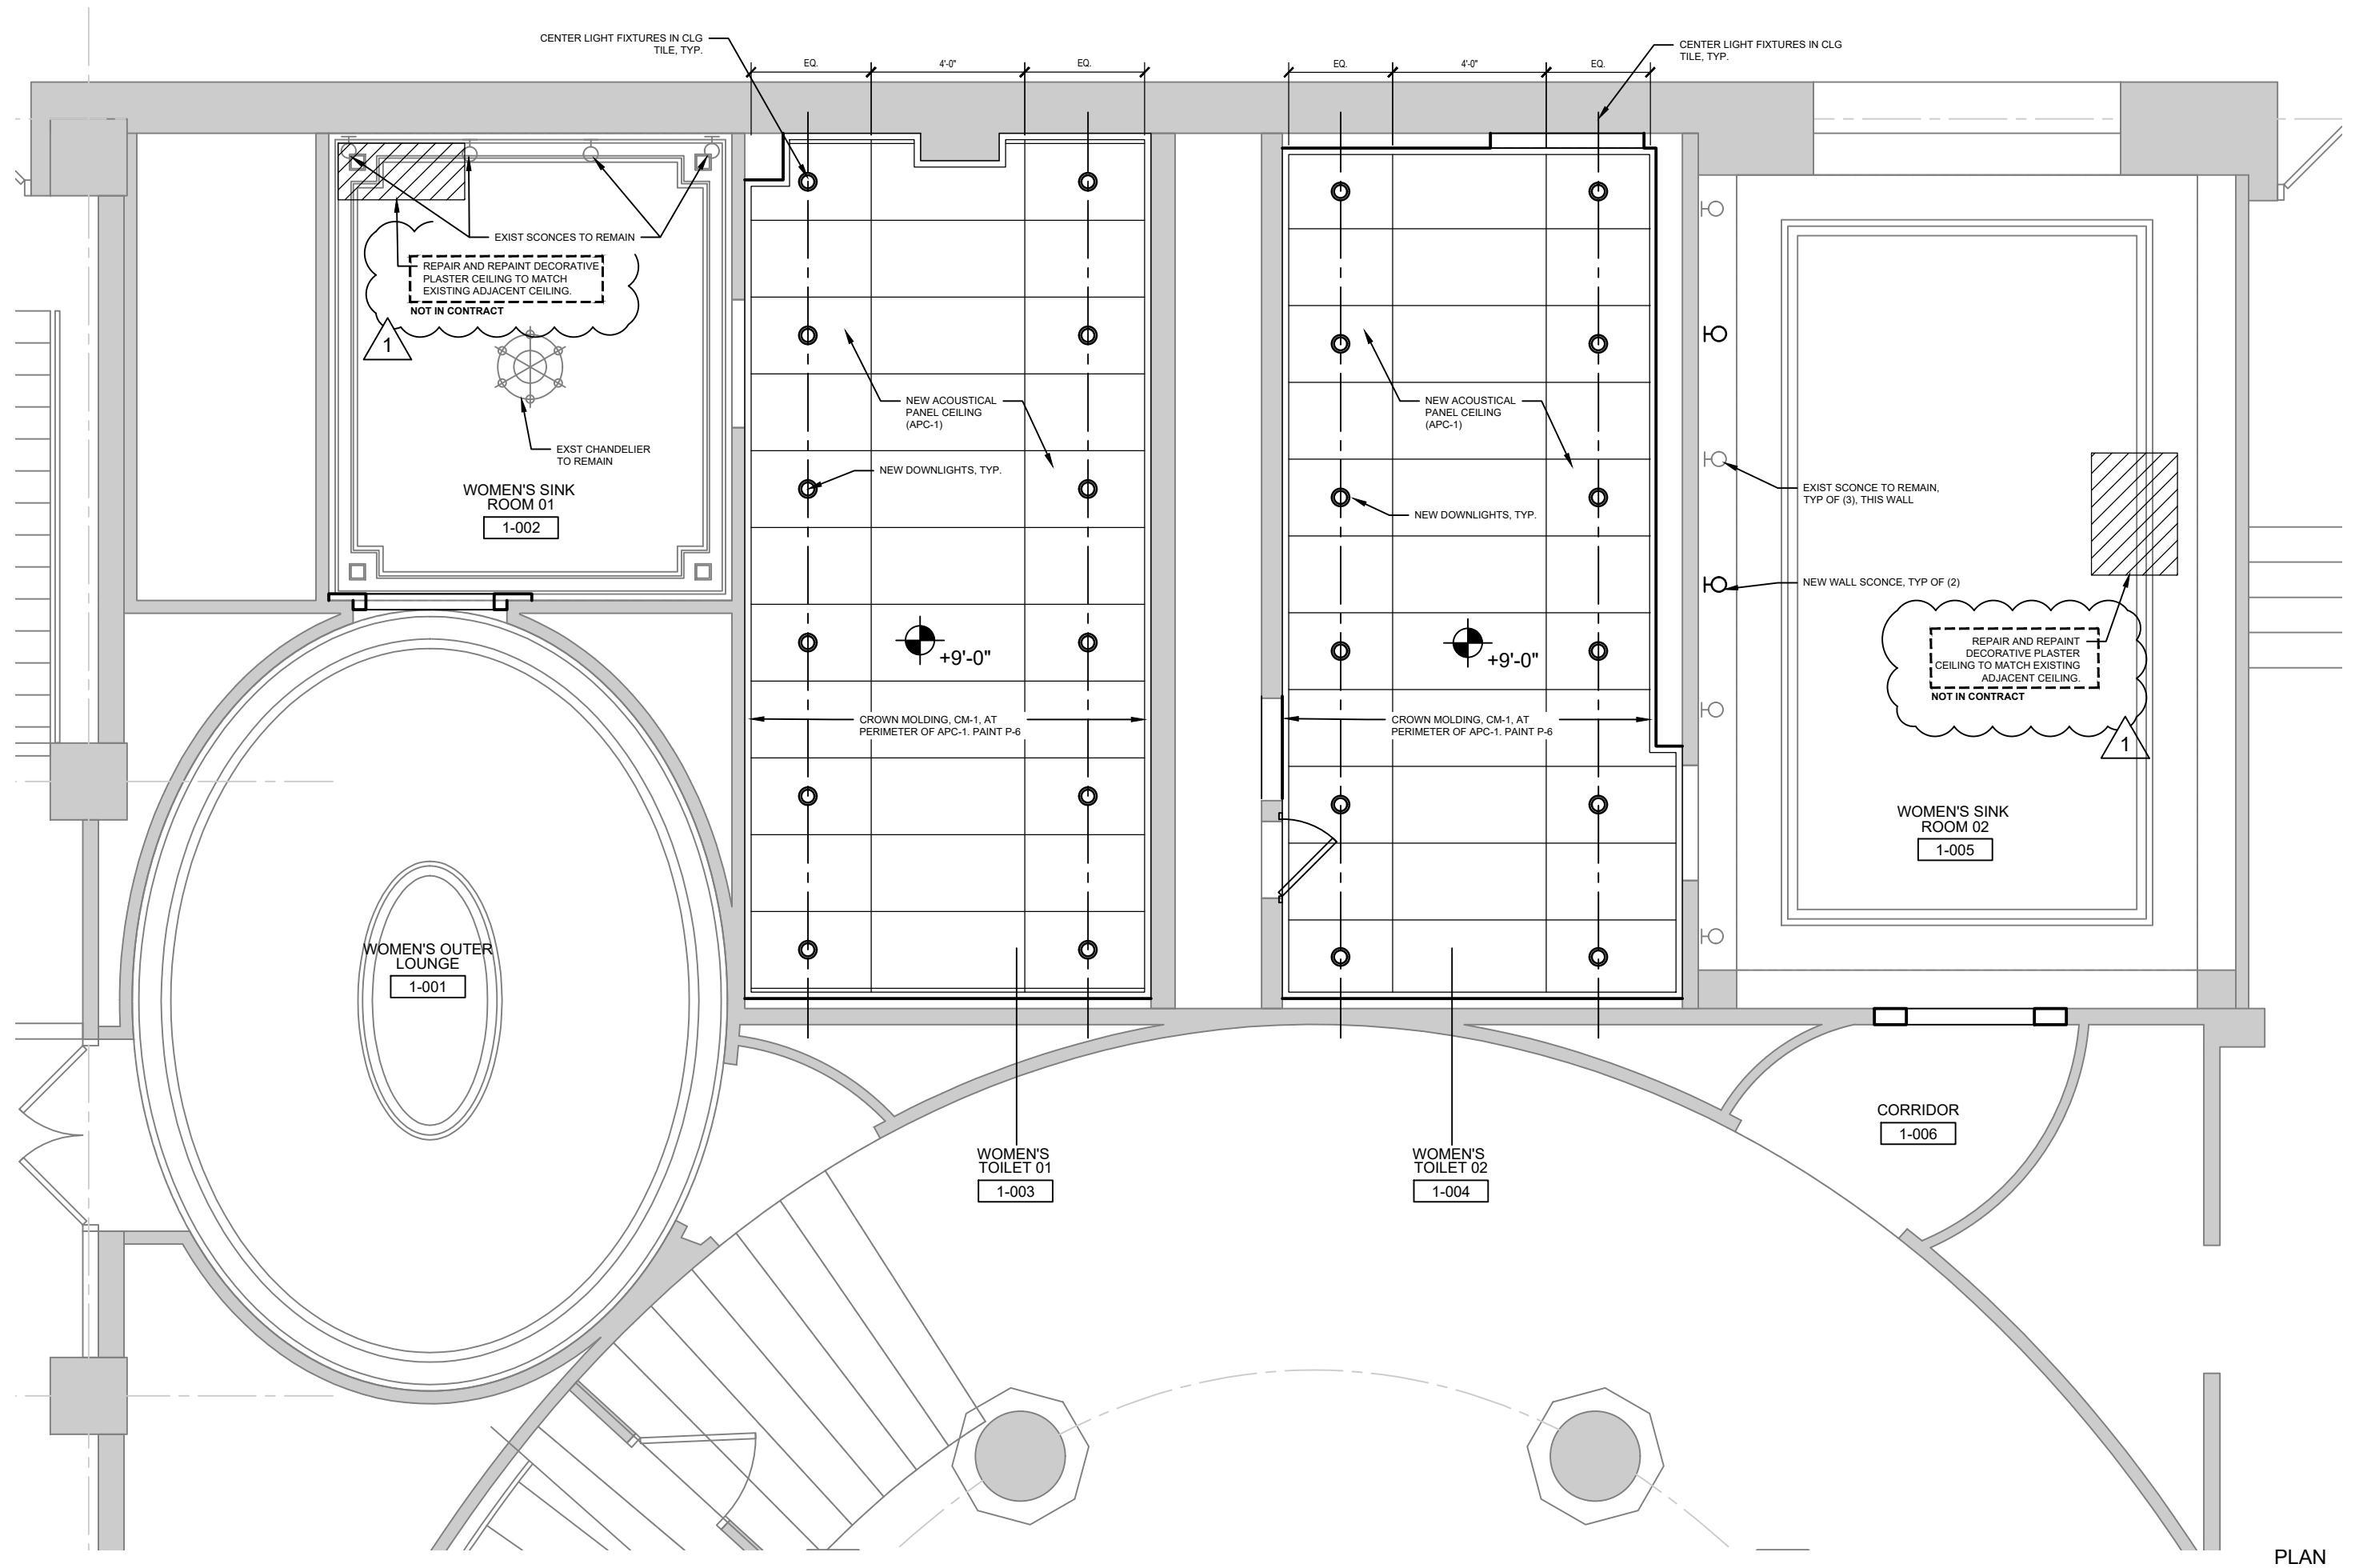 CENTER LIGHT FIXTURES IN CLG
TILE, TYP.
EQ.
4'-0"
EQ.
EQ.
4'-0"
EQ.
CENTER LIGHT FIXTURES IN CLG
TILE, TYP.
EXIST SCONCES TO REMAIN
REPAIR AND REPAINT DECORATIVE
PLASTER CEILING TO MATCH
EXISTING ADJACENT CEILING.
NOT IN CONTRACT
1
EXST CHANDELIER
TO REMAIN
WOMEN'S SINK
ROOM 01
1-002
NEW ACOUSTICAL
PANEL CEILING
(APC-1)
NEW DOWNLIGHTS, TYP.
+9'-0"
CROWN MOLDING, CM-1, AT
PERIMETER OF APC-1. PAINT P-6
NEW ACOUSTICAL
PANEL CEILING
(APC-1)
NEW DOWNLIGHTS, TYP.
+9'-0"
CROWN MOLDING, CM-1, AT
PERIMETER OF APC-1. PAINT P-6
EXIST SCONCE TO REMAIN,
TYP OF (3), THIS WALL
NEW WALL SCONCE, TYP OF (2)
REPAIR AND REPAINT
DECORATIVE PLASTER
CEILING TO MATCH EXISTING
ADJACENT CEILING.
NOT IN CONTRACT
1
WOMEN'S SINK
ROOM 02
1-005
WOMEN'S OUTER
LOUNGE
1-001
WOMEN'S
TOILET 01
1-003
WOMEN'S
TOILET 02
1-004
CORRIDOR
1-006
PLAN